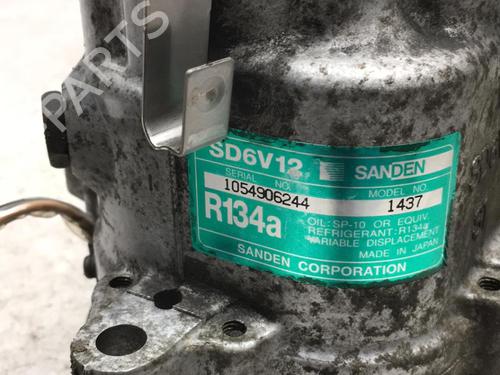 PARTS
SD6V12 SANDEN
SERIAL NO. MODEL NO.
1054906244 1437
R134a
OIL: SP-10 OR EQUIV.
REFRIGERANT: R134a
VARIABLE DISPLACEMENT
MADE IN JAPAN
SANDEN CORPORATION